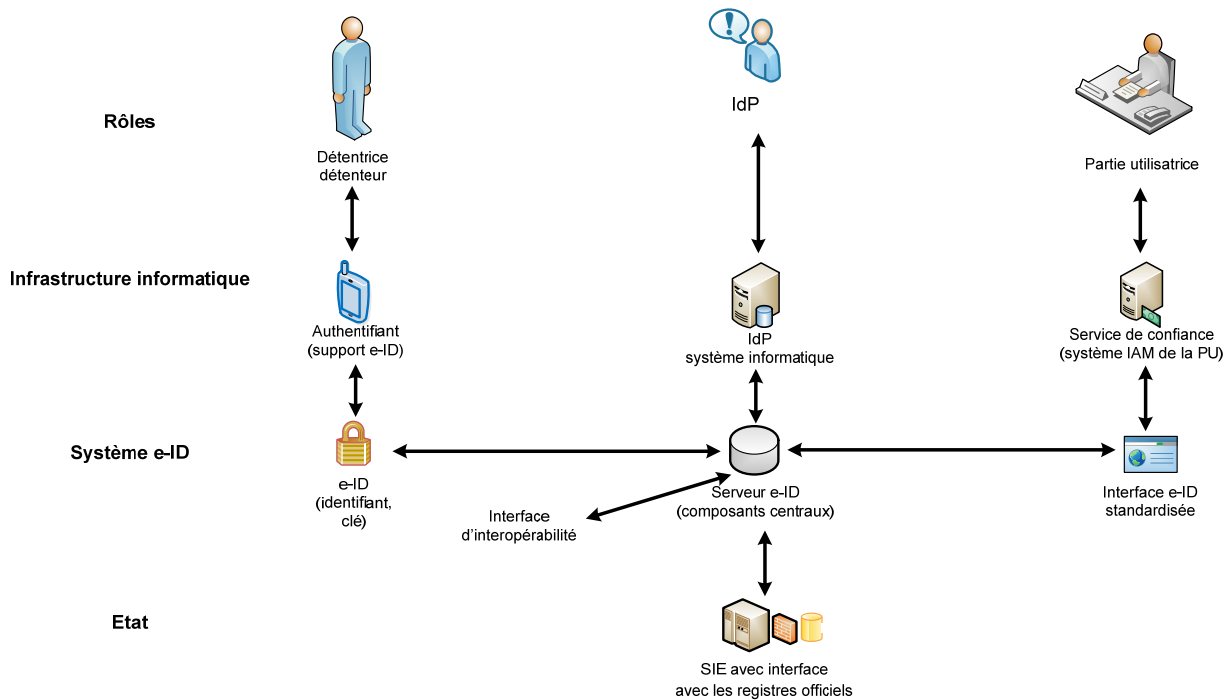 IdP
Rôles
Détentrice
détenteur
Partie utilisatrice
Infrastructure informatique
Authentifiant
(support e-ID)
IdP
système informatique
Service de confiance
(système IAM de la PU)
Système e-ID
e-ID
(identifiant,
clé)
Serveur e-ID
(composants centraux)
Interface e-ID
standardisée
Interface
d'interopérabilité
Etat
SIE avec interface
avec les registres officiels